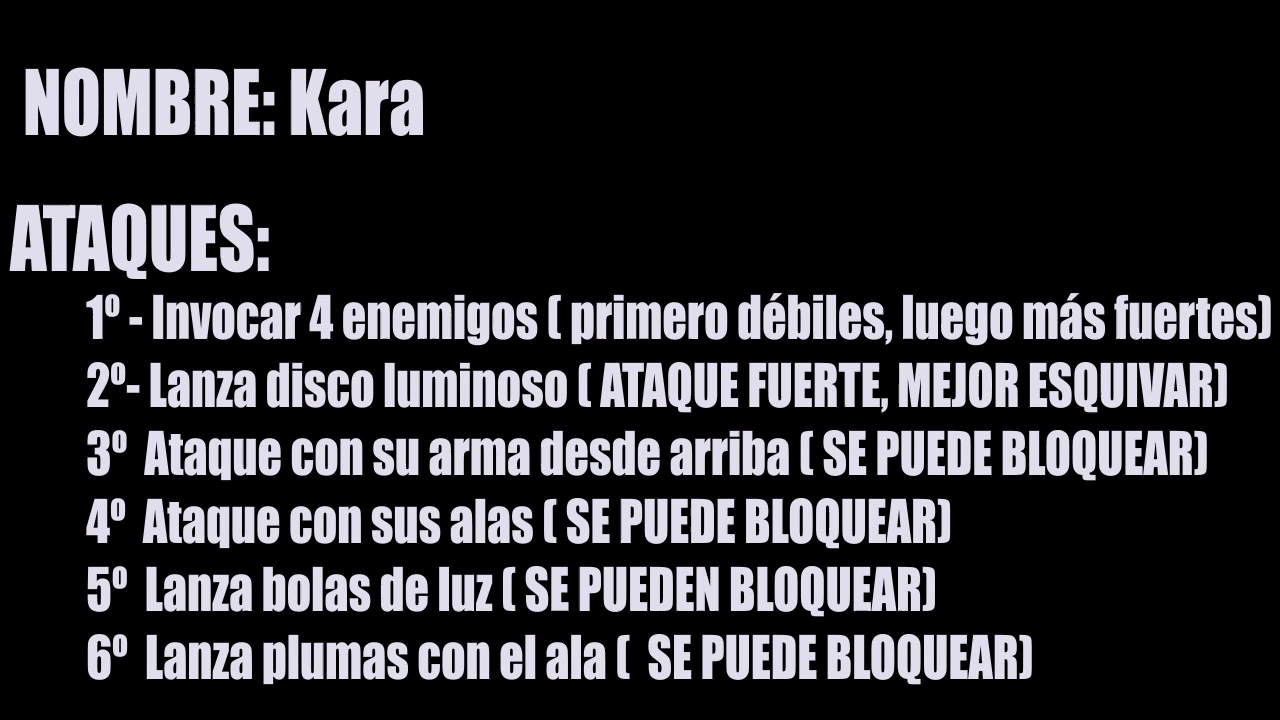 NOMBRE: Kara
ATAQUES:
1º - Invocar 4 enemigos ( primero débiles, luego más fuertes)
2º- Lanza disco luminoso ( ATAQUE FUERTE, MEJOR ESQUIVAR)
3º Ataque con su arma desde arriba ( SE PUEDE BLOQUEAR)
4º Ataque con sus alas ( SE PUEDE BLOQUEAR)
5º Lanza bolas de luz ( SE PUEDEN BLOQUEAR)
6º Lanza plumas con el ala ( SE PUEDE BLOQUEAR)